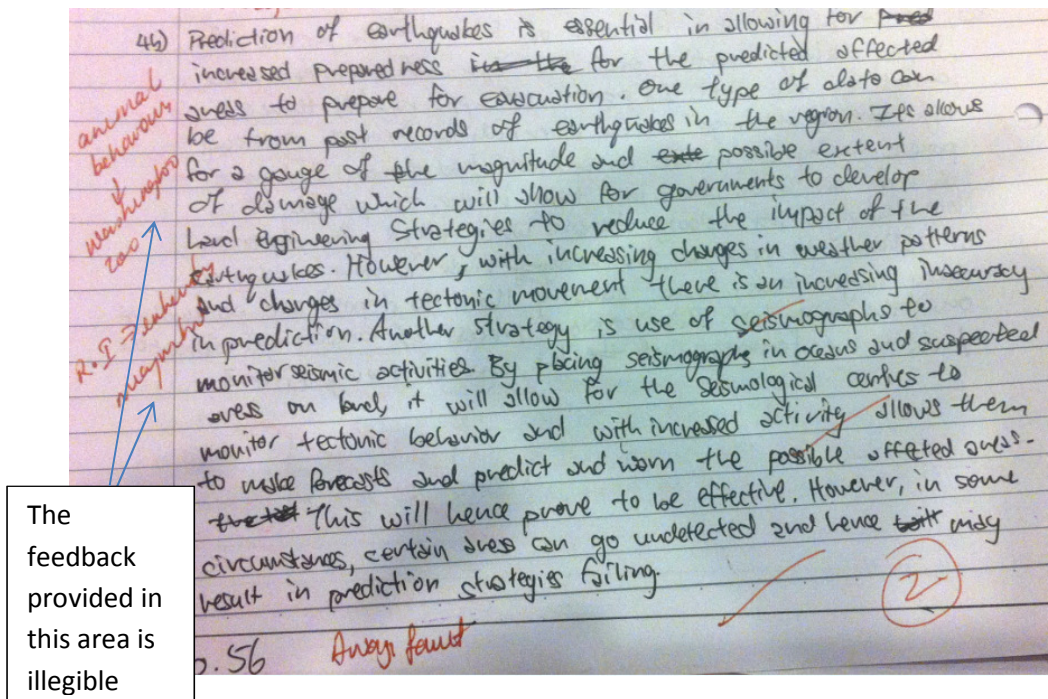 4b) Prediction of earthquakes is essential in allowing for
increased preparedness for the predicted affected
areas to prepare for evacuation. One type of data can
be from past records of earthquakes in the region. Its allows
for a gauge of the magnitude and possible extent
of damage which will allow for governments to develop
Hard Engineering Strategies to reduce the impact of the
earthquakes. However, with increasing changes in weather patterns
and changes in tectonic movement there is an increasing inaccuracy
in prediction. Another strategy is use of seismographs to
monitor seismic activities. By placing seismographs in oceans and suspected
areas on land, it will allow for the seismological centres to
monitor tectonic behavior and with increased activity allows them
to make forecasts and predict and warn the possible affected areas.
This will hence prove to be effective. However, in some
circumstances, certain areas can go undetected and hence may
result in prediction strategies failing.
animal
behaviour
washington
zoo
R.I
2
56
The
feedback
provided in
this area is
illegible